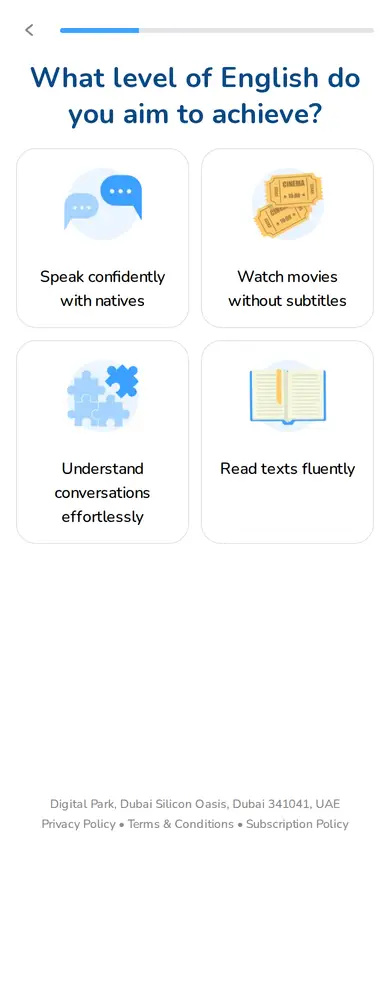 What level of English do
you aim to achieve?
CINEMA
Speak confidently
with natives
Watch movies
without subtitles
Understand
conversations
effortlessly
Read texts fluently
Digital Park, Dubai Silicon Oasis, Dubai 341041, UAE
Privacy Policy • Terms & Conditions • Subscription Policy